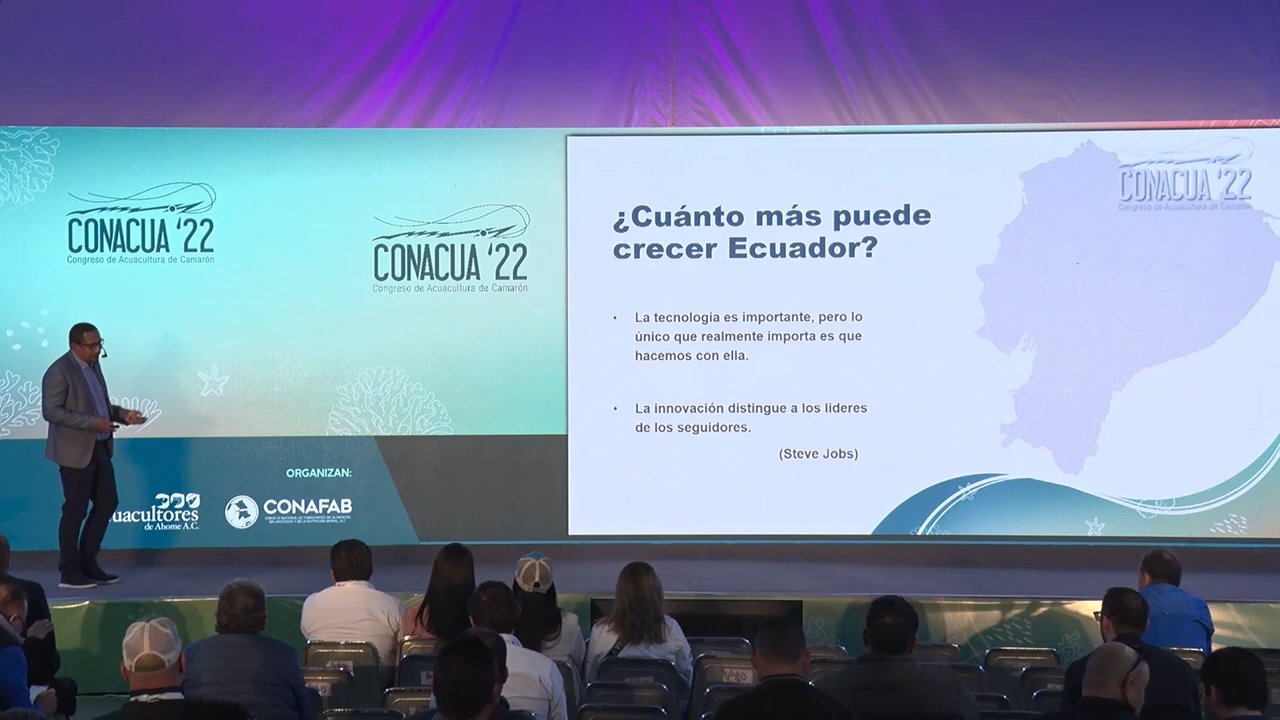 CONACUA '22
Congreso de Acuacultura de Camarón
CONACUA '22
Congreso de Acuacultura de Camarón
CONACUA '22
Congreso de Acuacultura de Camarón
¿Cuánto más puede
crecer Ecuador?
• La tecnología es importante, pero lo
único que realmente importa es que
hacemos con ella.
• La innovación distingue a los lideres
de los seguidores.
(Steve Jobs)
ORGANIZAN:
uacultores
de Ahome A.C.
CONAFAB